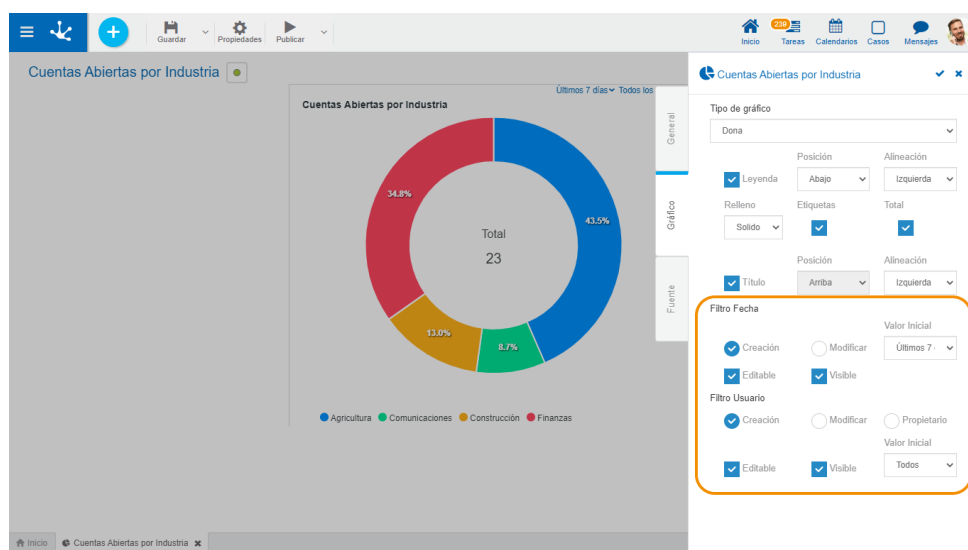 Guardar
Propiedades
Publicar
239
Inicio
Tareas
Calendarios
Casos
Mensajes
Cuentas Abiertas por Industria
Últimos 7 días
Todos los
Cuentas Abiertas por Industria
34.8%
43.5%
Total
23
13.0%
8.7%
Agricultura
Comunicaciones
Construcción
Finanzas
General
Gráfico
Fuente
Cuentas Abiertas por Industria
Tipo de gráfico
Dona
Posición
Alineación
Leyenda
Abajo
Izquierda
Relleno
Etiquetas
Total
Solido
Posición
Alineación
Título
Arriba
Izquierda
Filtro Fecha
Valor Inicial
Creación
Modificar
Últimos 7
Editable
Visible
Filtro Usuario
Creación
Modificar
Propietario
Valor Inicial
Editable
Visible
Todos
Inicio
Cuentas Abiertas por Industria